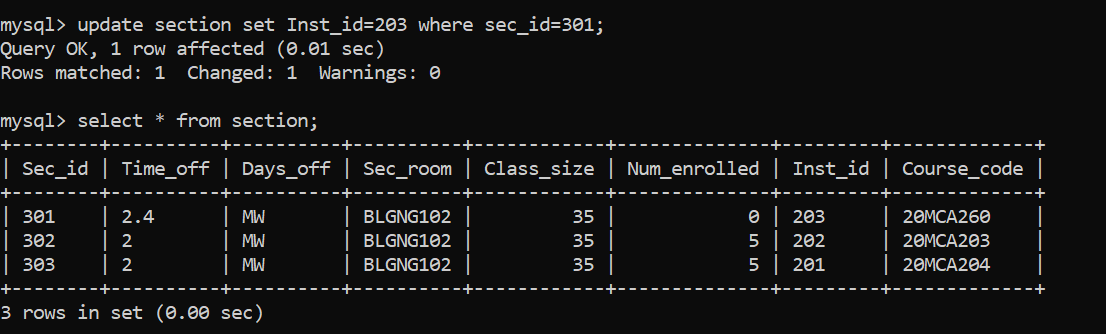 mysql> update section set Inst_id=203 where sec_id=301;
Query OK, 1 row affected (0.01 sec)
Rows matched: 1  Changed: 1  Warnings: 0
mysql> select * from section;
+--------+----------+----------+----------+------------+--------------+---------+-------------+
| Sec_id | Time_off | Days_off | Sec_room | Class_size | Num_enrolled | Inst_id | Course_code |
+--------+----------+----------+----------+------------+--------------+---------+-------------+
| 301    | 2.4      | MW       | BLGNG102 |         35 |            0 | 203     | 20MCA260    |
| 302    | 2        | MW       | BLGNG102 |         35 |            5 | 202     | 20MCA203    |
| 303    | 2        | MW       | BLGNG102 |         35 |            5 | 201     | 20MCA204    |
+--------+----------+----------+----------+------------+--------------+---------+-------------+
3 rows in set (0.00 sec)